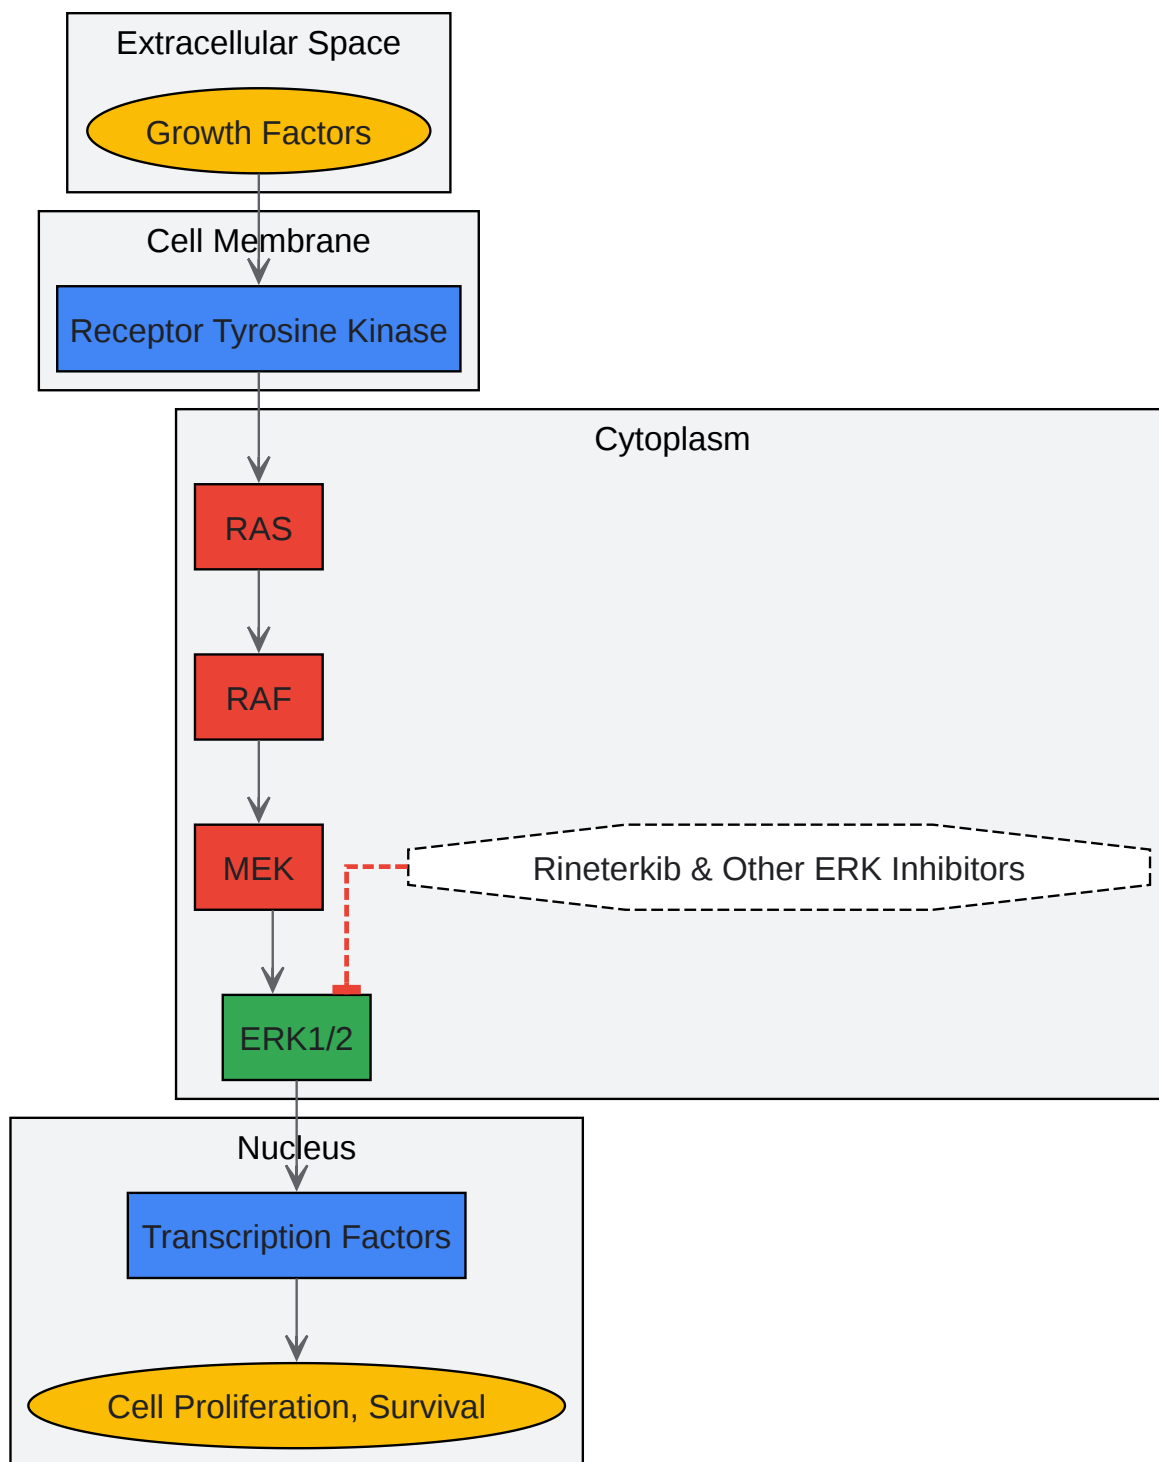 Extracellular Space
Growth Factors
Cell Membrane
Receptor Tyrosine Kinase
Cytoplasm
RAS
RAF
MEK
Rineterkib & Other ERK Inhibitors
ERK1/2
Nucleus
Transcription Factors
Cell Proliferation, Survival